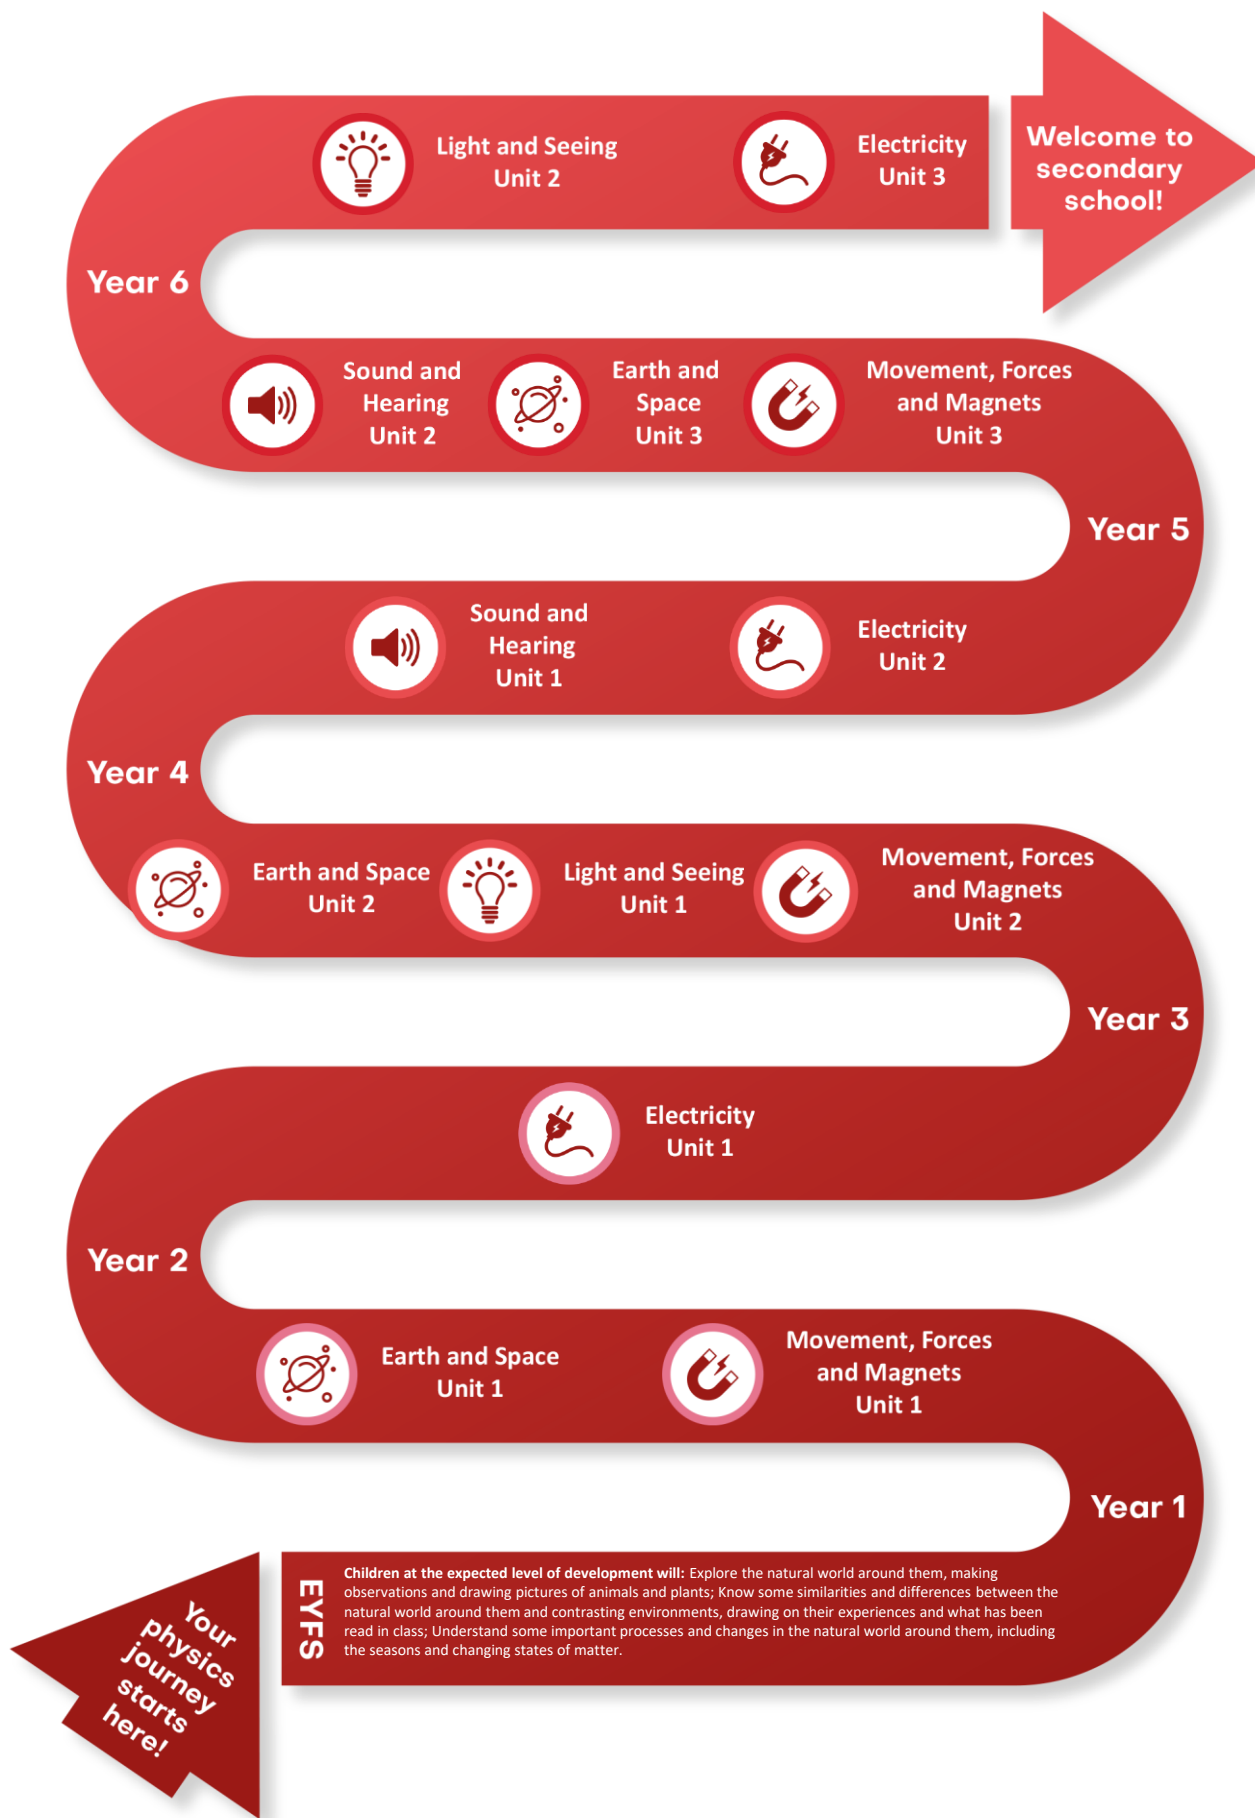 Welcome to
secondary
school!
Light and Seeing
Unit 2
Electricity
Unit 3
Year 6
Sound and
Hearing
Unit 2
Earth and
Space
Unit 3
Movement, Forces
and Magnets
Unit 3
Year 5
Sound and
Hearing
Unit 1
Electricity
Unit 2
Year 4
Earth and Space
Unit 2
Light and Seeing
Unit 1
Movement, Forces
and Magnets
Unit 2
Year 3
Electricity
Unit 1
Year 2
Earth and Space
Unit 1
Movement, Forces
and Magnets
Unit 1
Year 1
EYFS
Children at the expected level of development will: Explore the natural world around them, making
observations and drawing pictures of animals and plants; Know some similarities and differences between the
natural world around them and contrasting environments, drawing on their experiences and what has been
read in class; Understand some important processes and changes in the natural world around them, including
the seasons and changing states of matter.
Your
physics
journey
starts
here!